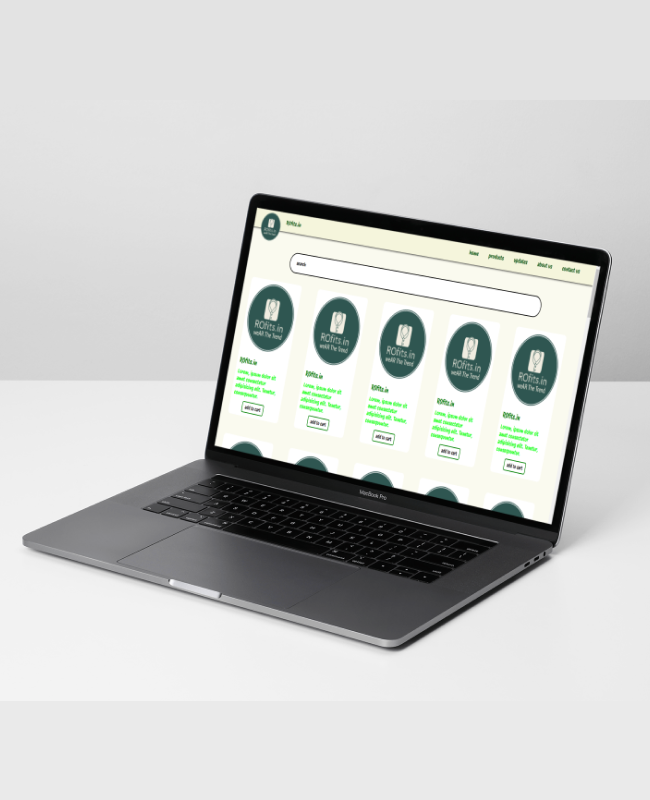 ROfits.in
home products updates about us contact us
search
ROfits.in
weAR The Trend
ROfits.in
Lorem, ipsum dolor sit
amet consectetur
adipisicing elit. Tenetur,
add to cart
ROfits.in
weAR The Trend
ROfits.in
Lorem, ipsum dolor sit
amet consectetur
adipisicing elit. Tenetur,
add to cart
ROfits.in
weAR The Trend
ROfits.in
Lorem, ipsum dolor sit
amet consectetur
adipisicing elit. Tenetur,
add to cart
ROfits.in
weAR The Trend
ROfits.in
Lorem, ipsum dolor sit
amet consectetur
adipisicing elit. Tenetur,
add to cart
ROfits.in
weAR The Trend
ROfits.in
Lorem, ipsum dolor sit
amet consectetur
adipisicing elit. Tenetur,
add to cart
MacBook Pro